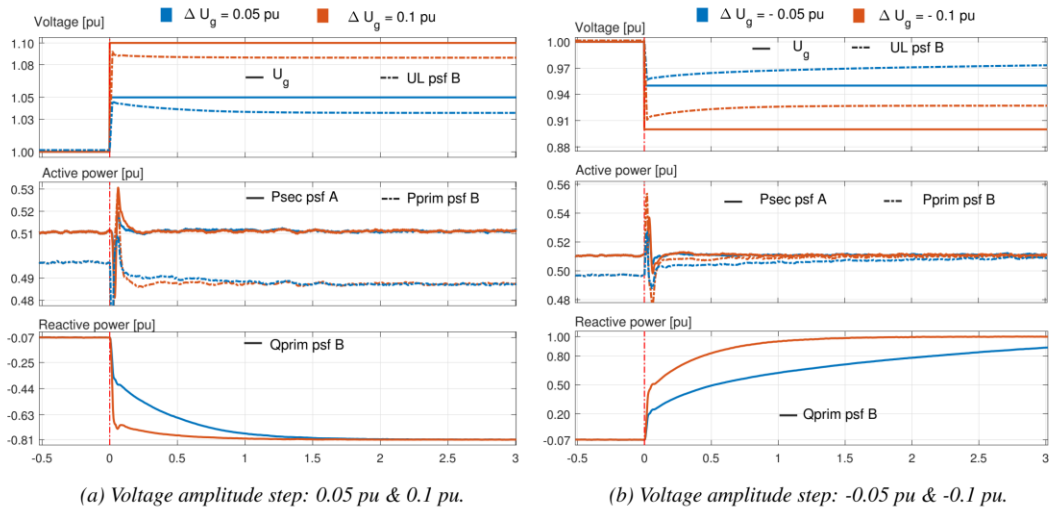 Δ U_g = 0.05 pu Δ U_g = 0.1 pu
Voltage [pu]
1.10
1.08
1.05
1.03
1.00
U_g UL psf B
Active power [pu]
0.53
0.51
0.49
0.48
Psec psf A Pprim psf B
Reactive power [pu]
-0.07
-0.25
-0.44
-0.63
-0.81
Qprim psf B
-0.5 0 0.5 1 1.5 2 2.5 3
(a) Voltage amplitude step: 0.05 pu & 0.1 pu.
Δ U_g = - 0.05 pu Δ U_g = - 0.1 pu
Voltage [pu]
1.00
0.97
0.94
0.91
0.88
U_g UL psf B
Active power [pu]
0.56
0.54
0.51
0.50
0.48
Psec psf A Pprim psf B
Reactive power [pu]
1.00
0.80
0.50
0.20
-0.07
Qprim psf B
-0.5 0 0.5 1 1.5 2 2.5 3
(b) Voltage amplitude step: -0.05 pu & -0.1 pu.